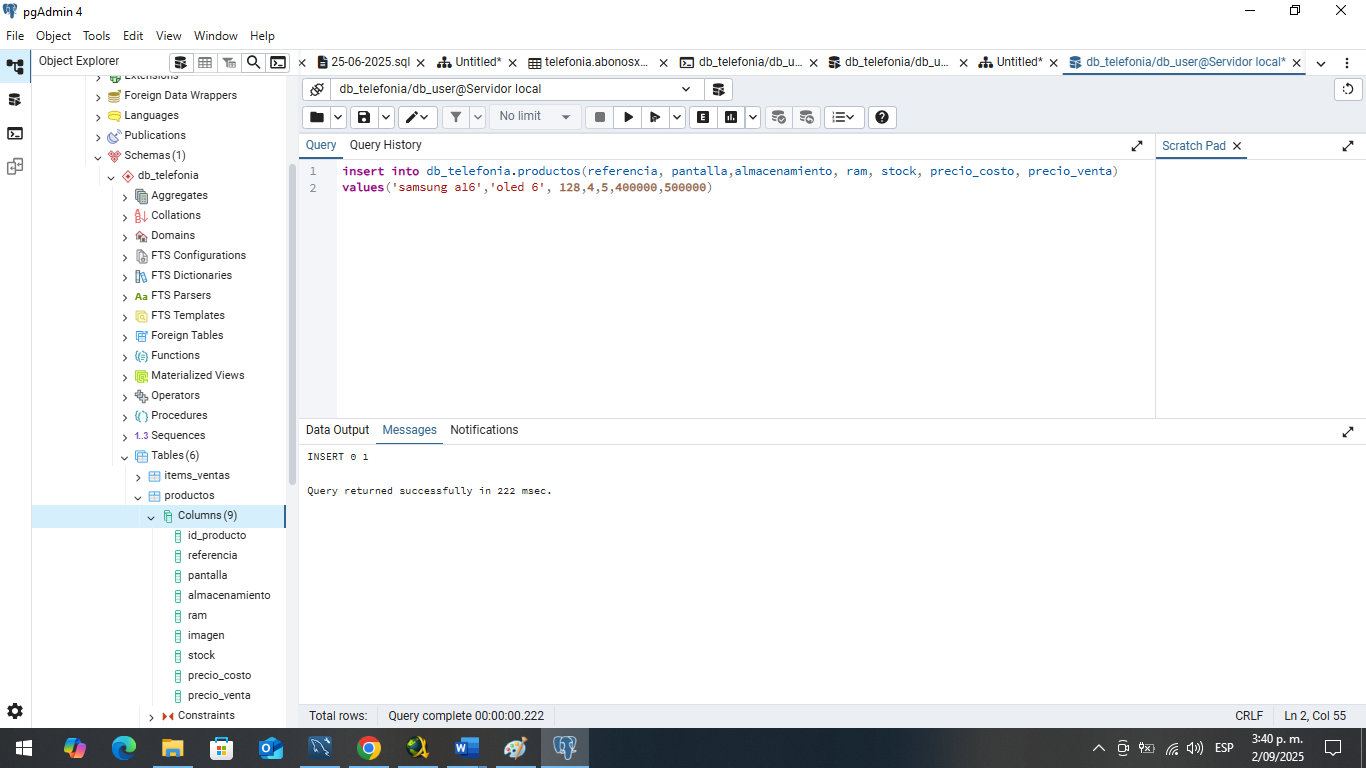 pgAdmin 4
File Object Tools Edit View Window Help
Object Explorer
25-06-2025.sql
Untitled*
telefonia.abonosx...
db_telefonia/db_u...
db_telefonia/db_u...
Untitled*
db_telefonia/db_user@Servidor local*
Extensions
Foreign Data Wrappers
Languages
Publications
Schemas (1)
db_telefonia
Aggregates
Collations
Domains
FTS Configurations
FTS Dictionaries
Aa FTS Parsers
FTS Templates
Foreign Tables
Functions
Materialized Views
Operators
Procedures
1..3 Sequences
Tables (6)
items_ventas
productos
Columns (9)
id_producto
referencia
pantalla
almacenamiento
ram
imagen
stock
precio_costo
precio_venta
Constraints
db_telefonia/db_user@Servidor local
No limit
E
Query Query History
Scratch Pad
1 insert into db_telefonia.productos(referencia, pantalla,almacenamiento, ram, stock, precio_costo, precio_venta)
2 values('samsung a16','oled 6', 128,4,5,400000,500000)
Data Output Messages Notifications
INSERT 0 1
Query returned successfully in 222 msec.
Total rows: Query complete 00:00:00.222 CRLF Ln 2, Col 55
ESP
3:40 p. m.
2/09/2025